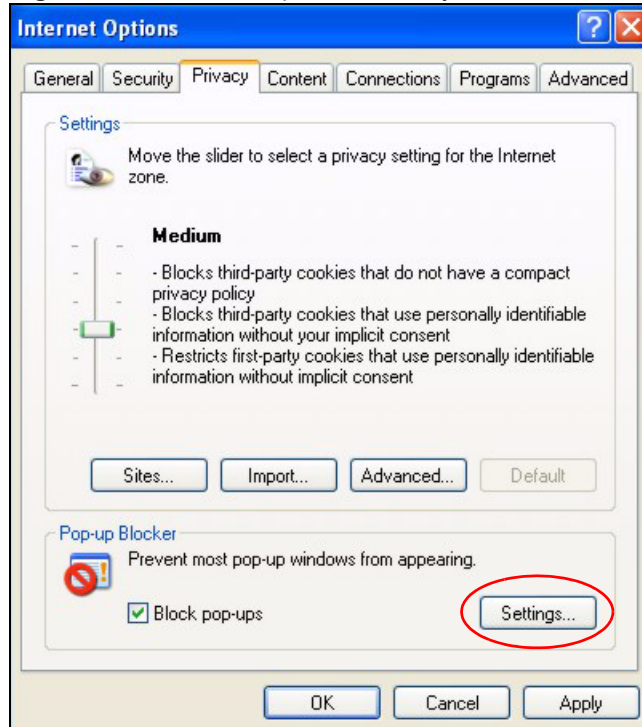 Internet Options
General Security Privacy Content Connections Programs Advanced
Settings
Move the slider to select a privacy setting for the Internet
zone.
Medium
- Blocks third-party cookies that do not have a compact
privacy policy
- Blocks third-party cookies that use personally identifiable
information without your implicit consent
- Restricts first-party cookies that use personally identifiable
information without implicit consent
Sites... Import... Advanced... Default
Pop-up Blocker
Prevent most pop-up windows from appearing.
Block pop-ups Settings...
OK Cancel Apply